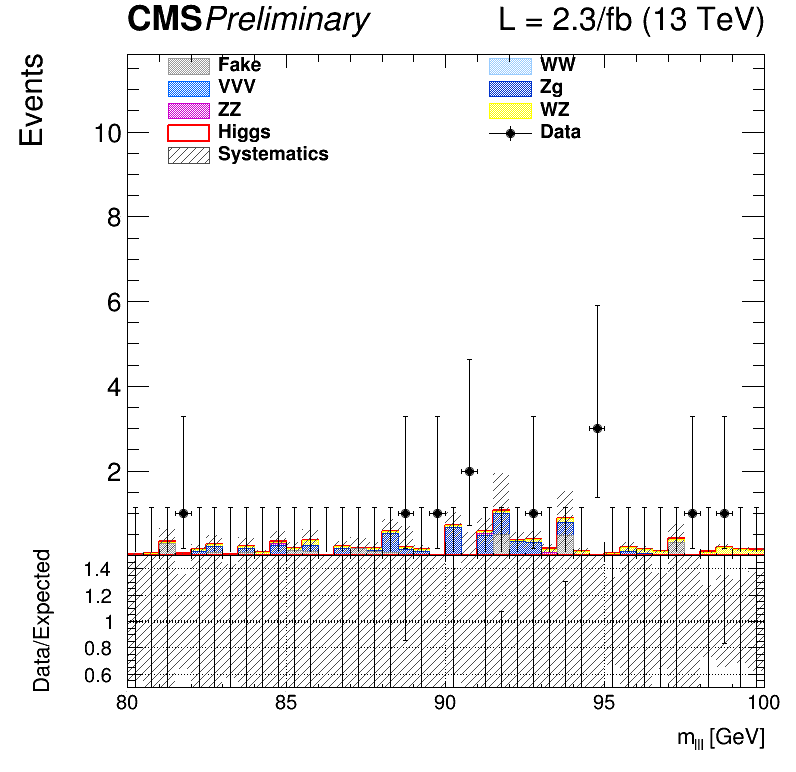 CMS Preliminary L = 2.3/fb (13 TeV)
Events
Fake WW
VVV Zg
ZZ WZ
Higgs Data
Systematics
10
8
6
4
2
Data/Expected
1.4
1.2
1
0.8
0.6
80 85 90 95 100
m_lll [GeV]